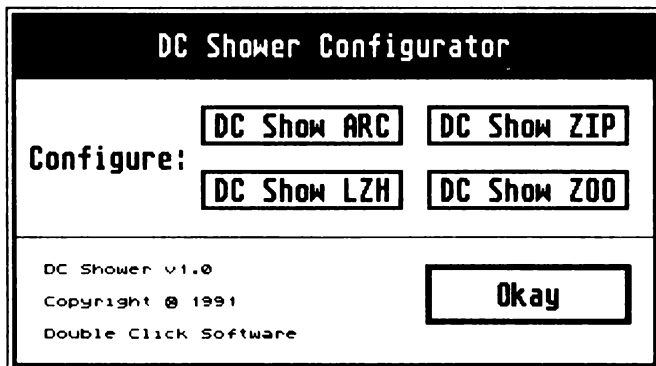 DC Shower Configurator
DC Show ARC DC Show ZIP
Configure:
DC Show LZH DC Show ZOO
DC Shower v1.0
Copyright © 1991
Double Click Software
Okay